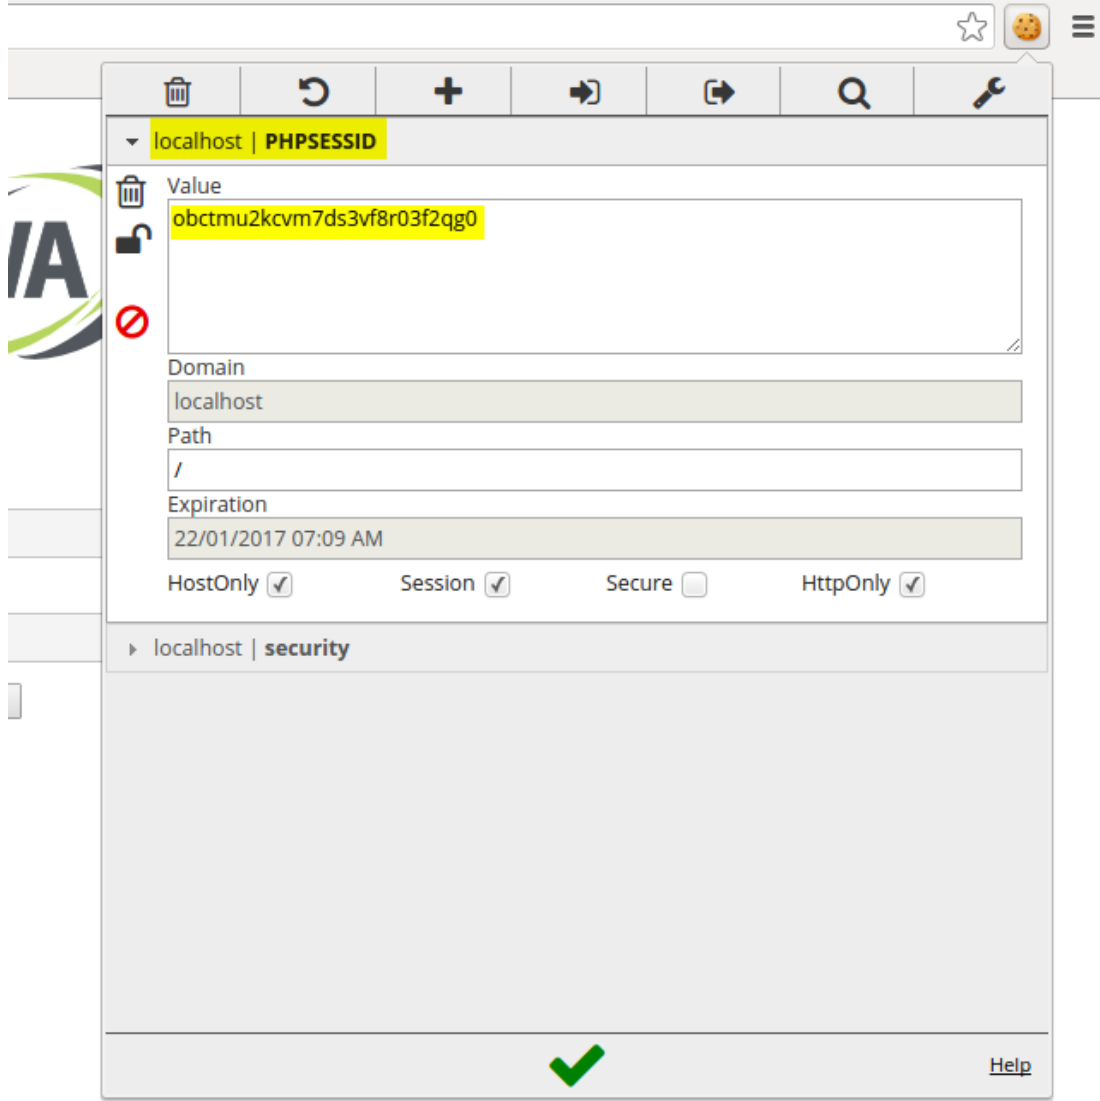 localhost | PHPSESSID
Value
obctmu2kcvm7ds3vf8r03f2qg0
Domain
localhost
Path
/
Expiration
22/01/2017 07:09 AM
HostOnly Session Secure HttpOnly
localhost | security
Help